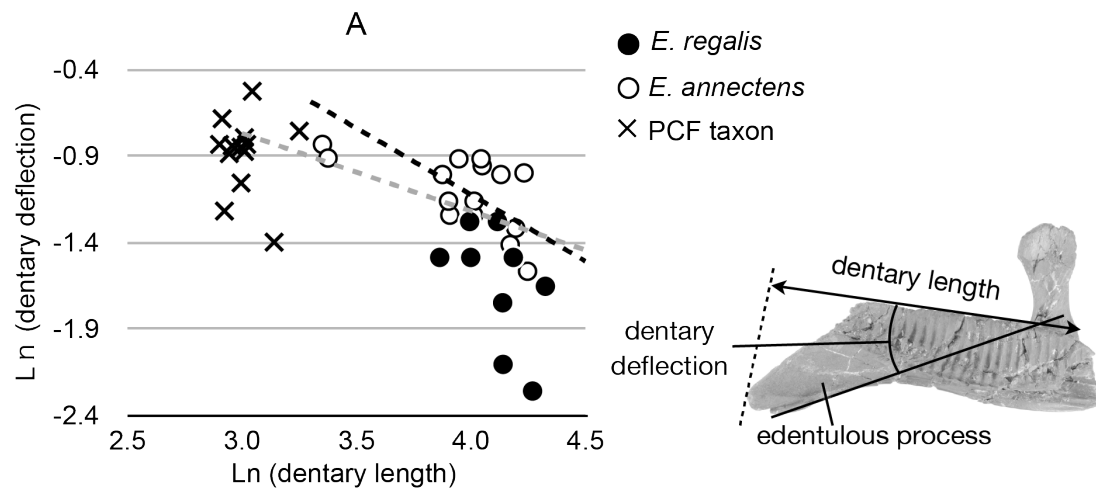 A
-0.4
-0.9
-1.4
-1.9
-2.4
2.5 3.0 3.5 4.0 4.5
Ln (dentary deflection)
Ln (dentary length)
E. regalis
E. annectens
PCF taxon
dentary length
dentary
deflection
edentulous process